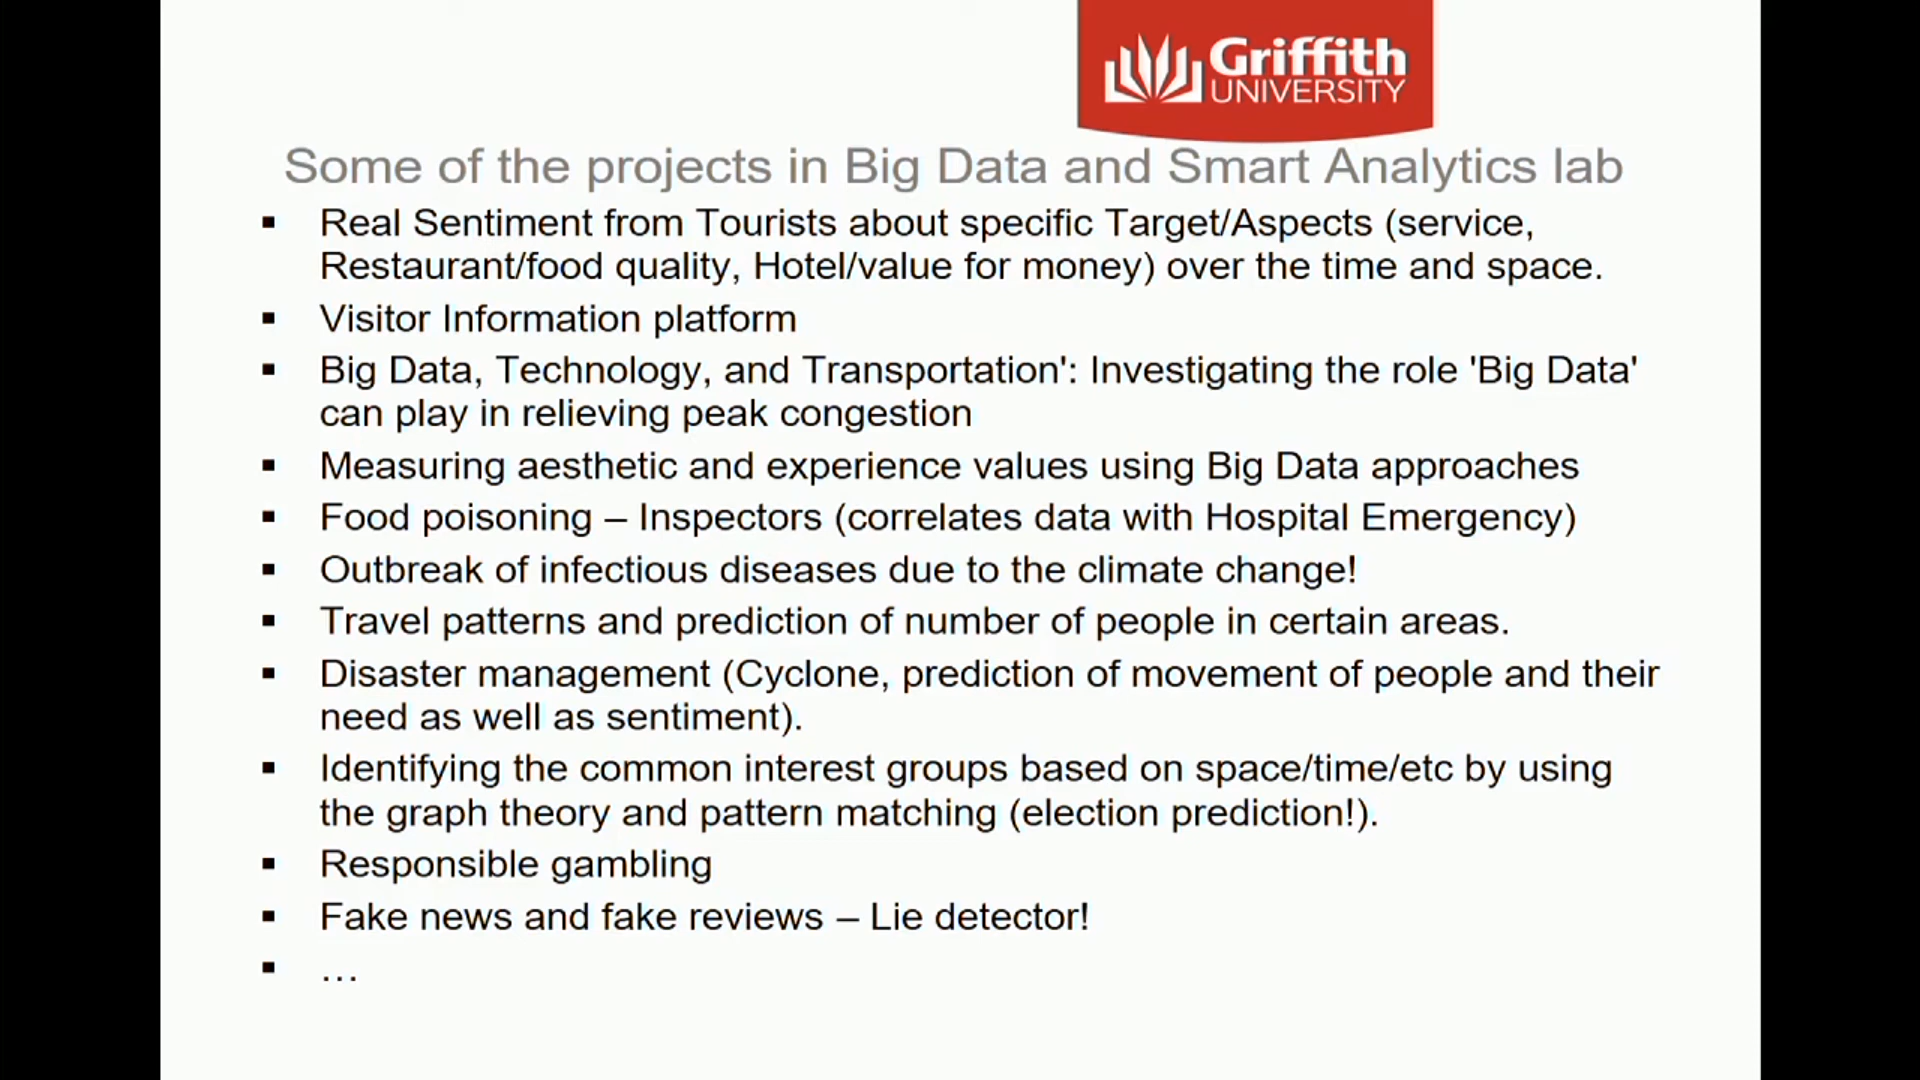 Griffith
UNIVERSITY
Some of the projects in Big Data and Smart Analytics lab
▪ Real Sentiment from Tourists about specific Target/Aspects (service,
Restaurant/food quality, Hotel/value for money) over the time and space.
▪ Visitor Information platform
▪ Big Data, Technology, and Transportation': Investigating the role 'Big Data'
can play in relieving peak congestion
▪ Measuring aesthetic and experience values using Big Data approaches
▪ Food poisoning – Inspectors (correlates data with Hospital Emergency)
▪ Outbreak of infectious diseases due to the climate change!
▪ Travel patterns and prediction of number of people in certain areas.
▪ Disaster management (Cyclone, prediction of movement of people and their
need as well as sentiment).
▪ Identifying the common interest groups based on space/time/etc by using
the graph theory and pattern matching (election prediction!).
▪ Responsible gambling
▪ Fake news and fake reviews – Lie detector!
▪ …